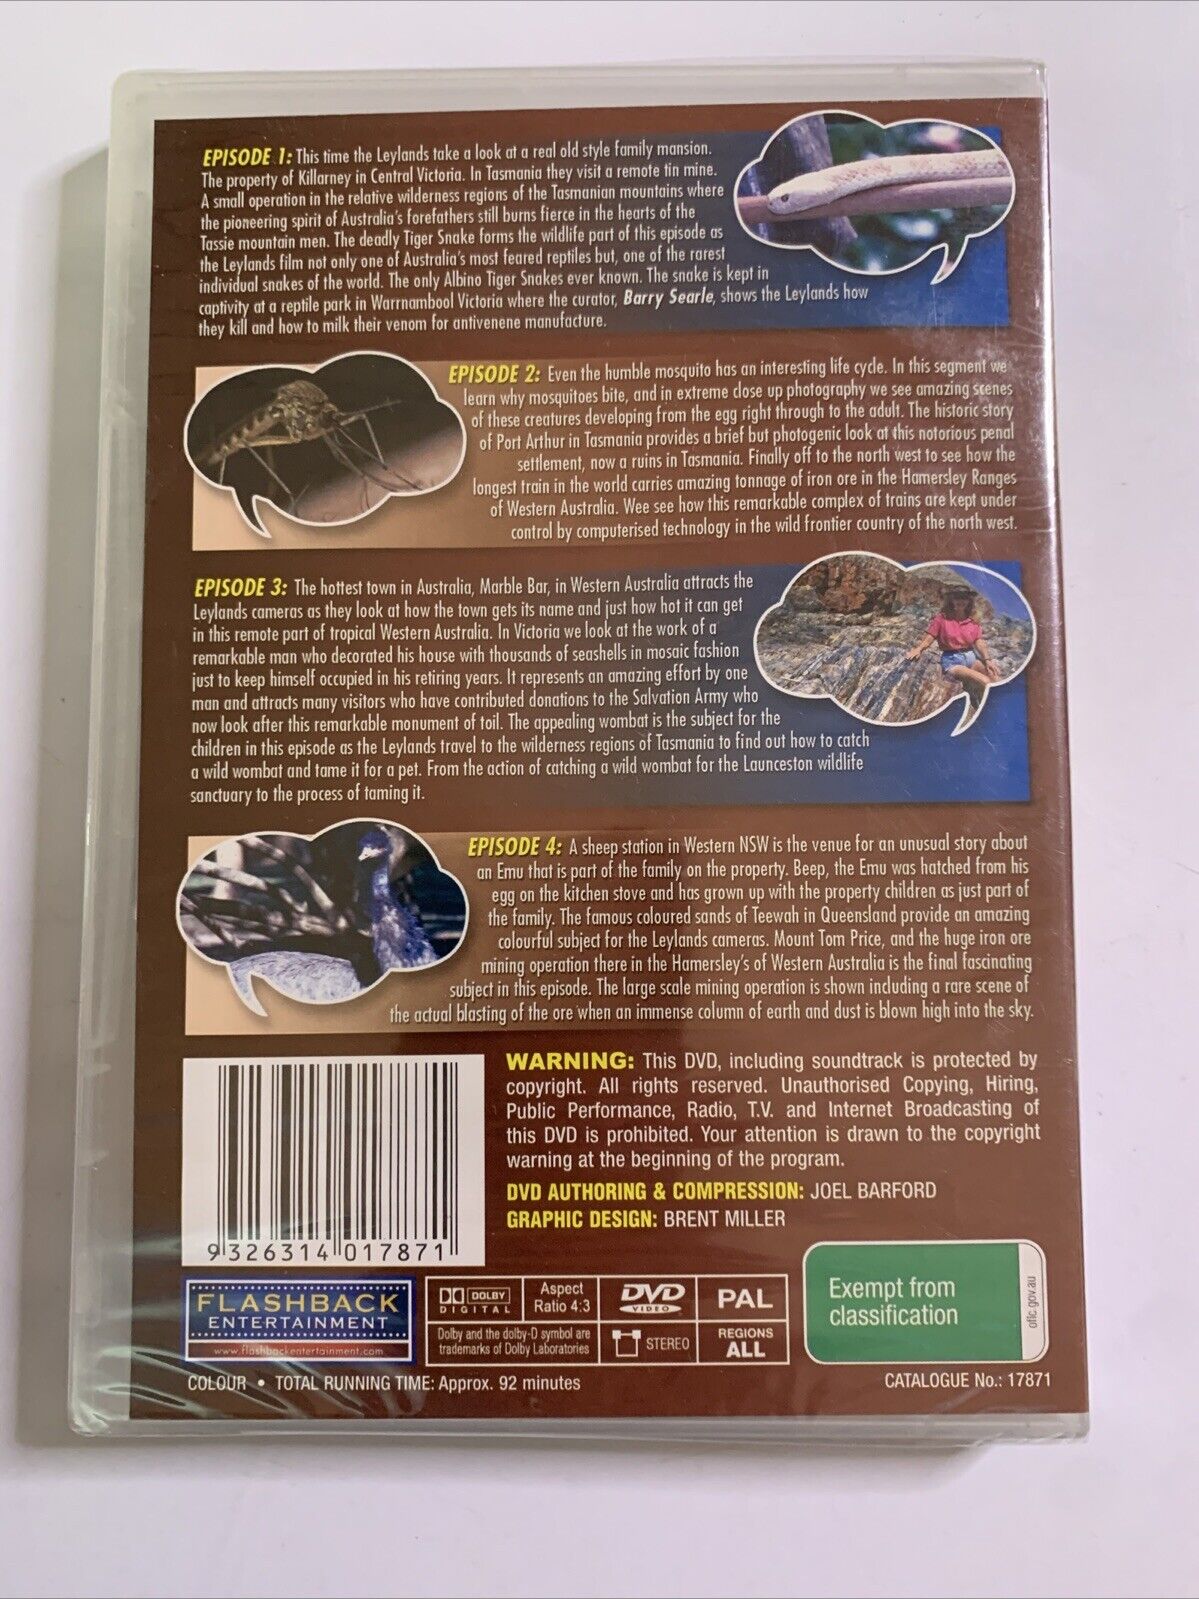 EPISODE 1: This time the Leylands take a look at a real old style family mansion.
The property of Killarney in Central Victoria. In Tasmania they visit a remote tin mine.
A small operation in the relative wilderness regions of the Tasmanian mountains where
the pioneering spirit of Australia's forefathers still burns fierce in the hearts of the
Tassie mountain men. The deadly Tiger Snake forms the wildlife part of this episode as
the Leylands film not only one of Australia's most feared reptiles but, one of the rarest
individual snakes of the world. The only Albino Tiger Snakes ever known. The snake is kept in
captivity at a reptile park in Warrnambool Victoria where the curator, Barry Searle, shows the Leylands how
they kill and how to milk their venom for antivenene manufacture.
EPISODE 2: Even the humble mosquito has an interesting life cycle. In this segment we
learn why mosquitoes bite, and in extreme close up photography we see amazing scenes
of these creatures developing from the egg right through to the adult. The historic story
of Port Arthur in Tasmania provides a brief but photogenic look at this notorious penal
settlement, now a ruins in Tasmania. Finally off to the north west to see how the
longest train in the world carries amazing tonnage of iron ore in the Hamersley Ranges
of Western Australia. Wee see how this remarkable complex of trains are kept under
control by computerised technology in the wild frontier country of the north west.
EPISODE 3: The hottest town in Australia, Marble Bar, in Western Australia attracts the
Leylands cameras as they look at how the town gets its name and just how hot it can get
in this remote part of tropical Western Australia. In Victoria we look at the work of a
remarkable man who decorated his house with thousands of seashells in mosaic fashion
just to keep himself occupied in his retiring years. It represents an amazing effort by one
man and attracts many visitors who have contributed donations to the Salvation Army who
now look after this remarkable monument of toil. The appealing wombat is the subject for the
children in this episode as the Leylands travel to the wilderness regions of Tasmania to find out how to catch
a wild wombat and tame it for a pet. From the action of catching a wild wombat for the Launceston wildlife
sanctuary to the process of taming it.
EPISODE 4: A sheep station in Western NSW is the venue for an unusual story about
an Emu that is part of the family on the property. Beep, the Emu was hatched from his
egg on the kitchen stove and has grown up with the property children as just part of
the family. The famous coloured sands of Teewah in Queensland provide an amazing
colourful subject for the Leylands cameras. Mount Tom Price, and the huge iron ore
mining operation there in the Hamersley's of Western Australia is the final fascinating
subject in this episode. The large scale mining operation is shown including a rare scene of
the actual blasting of the ore when an immense column of earth and dust is blown high into the sky.
WARNING: This DVD, including soundtrack is protected by
copyright. All rights reserved. Unauthorised Copying, Hiring,
Public Performance, Radio, T.V. and Internet Broadcasting of
this DVD is prohibited. Your attention is drawn to the copyright
warning at the beginning of the program.
DVD AUTHORING & COMPRESSION: JOEL BARFORD
GRAPHIC DESIGN: BRENT MILLER
9 326314 017871
FLASHBACK
ENTERTAINMENT
www.flashbackentertainment.com
DOLBY
DIGITAL
Aspect
Ratio 4:3
DVD
VIDEO
PAL
Dolby and the dolby-D symbol are
trademarks of Dolby Laboratories
STEREO
REGIONS
ALL
Exempt from
classification
oflc.gov.au
COLOUR • TOTAL RUNNING TIME: Approx. 92 minutes
CATALOGUE No.: 17871